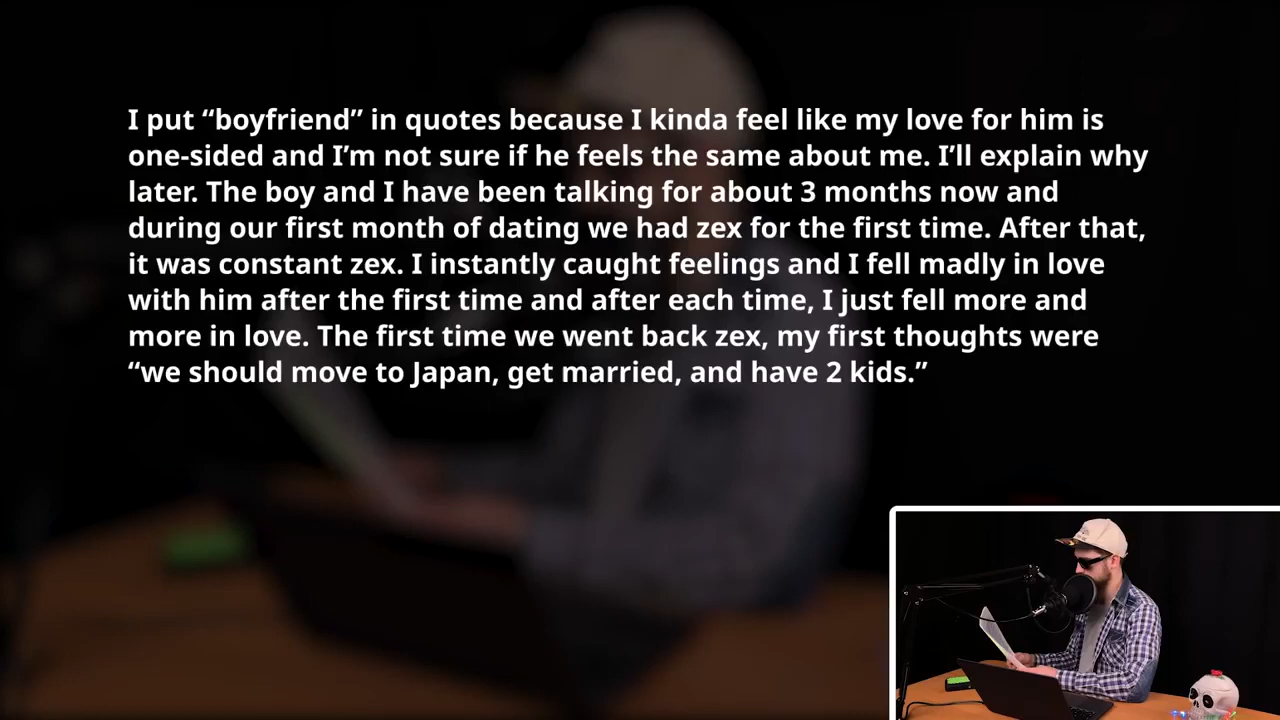 I put “boyfriend” in quotes because I kinda feel like my love for him is
one-sided and I’m not sure if he feels the same about me. I’ll explain why
later. The boy and I have been talking for about 3 months now and
during our first month of dating we had zex for the first time. After that,
it was constant zex. I instantly caught feelings and I fell madly in love
with him after the first time and after each time, I just fell more and
more in love. The first time we went back zex, my first thoughts were
“we should move to Japan, get married, and have 2 kids.”